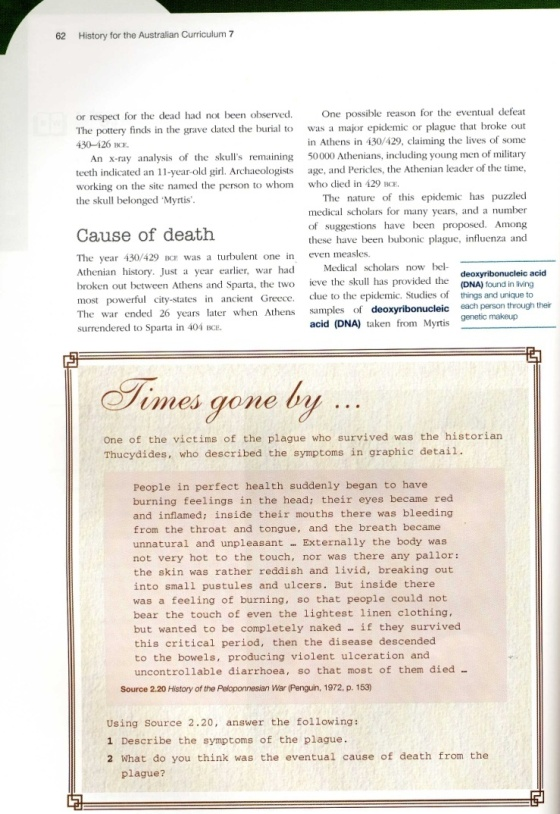 62 History for the Australian Curriculum 7
or respect for the dead had not been observed.
The pottery finds in the grave dated the burial to
430–426 BCE.
An x-ray analysis of the skull's remaining
teeth indicated an 11-year-old girl. Archaeologists
working on the site named the person to whom
the skull belonged 'Myrtis'.
Cause of death
The year 430/429 BCE was a turbulent one in
Athenian history. Just a year earlier, war had
broken out between Athens and Sparta, the two
most powerful city-states in ancient Greece.
The war ended 26 years later when Athens
surrendered to Sparta in 404 BCE.
One possible reason for the eventual defeat
was a major epidemic or plague that broke out
in Athens in 430/429, claiming the lives of some
50 000 Athenians, including young men of military
age, and Pericles, the Athenian leader of the time,
who died in 429 BCE.
The nature of this epidemic has puzzled
medical scholars for many years, and a number
of suggestions have been proposed. Among
these have been bubonic plague, influenza and
even measles.
Medical scholars now bel-
ieve the skull has provided the
clue to the epidemic. Studies of
samples of deoxyribonucleic
acid (DNA) taken from Myrtis
deoxyribonucleic acid
(DNA) found in living
things and unique to
each person through their
genetic makeup
Times gone by ...
One of the victims of the plague who survived was the historian
Thucydides, who described the symptoms in graphic detail.
People in perfect health suddenly began to have
burning feelings in the head; their eyes became red
and inflamed; inside their mouths there was bleeding
from the throat and tongue, and the breath became
unnatural and unpleasant … Externally the body was
not very hot to the touch, nor was there any pallor:
the skin was rather reddish and livid, breaking out
into small pustules and ulcers. But inside there
was a feeling of burning, so that people could not
bear the touch of even the lightest linen clothing,
but wanted to be completely naked … if they survived
this critical period, then the disease descended
to the bowels, producing violent ulceration and
uncontrollable diarrhoea, so that most of them died …
Source 2.20 History of the Peloponnesian War (Penguin, 1972, p. 153)
Using Source 2.20, answer the following:
1 Describe the symptoms of the plague.
2 What do you think was the eventual cause of death from the
plague?